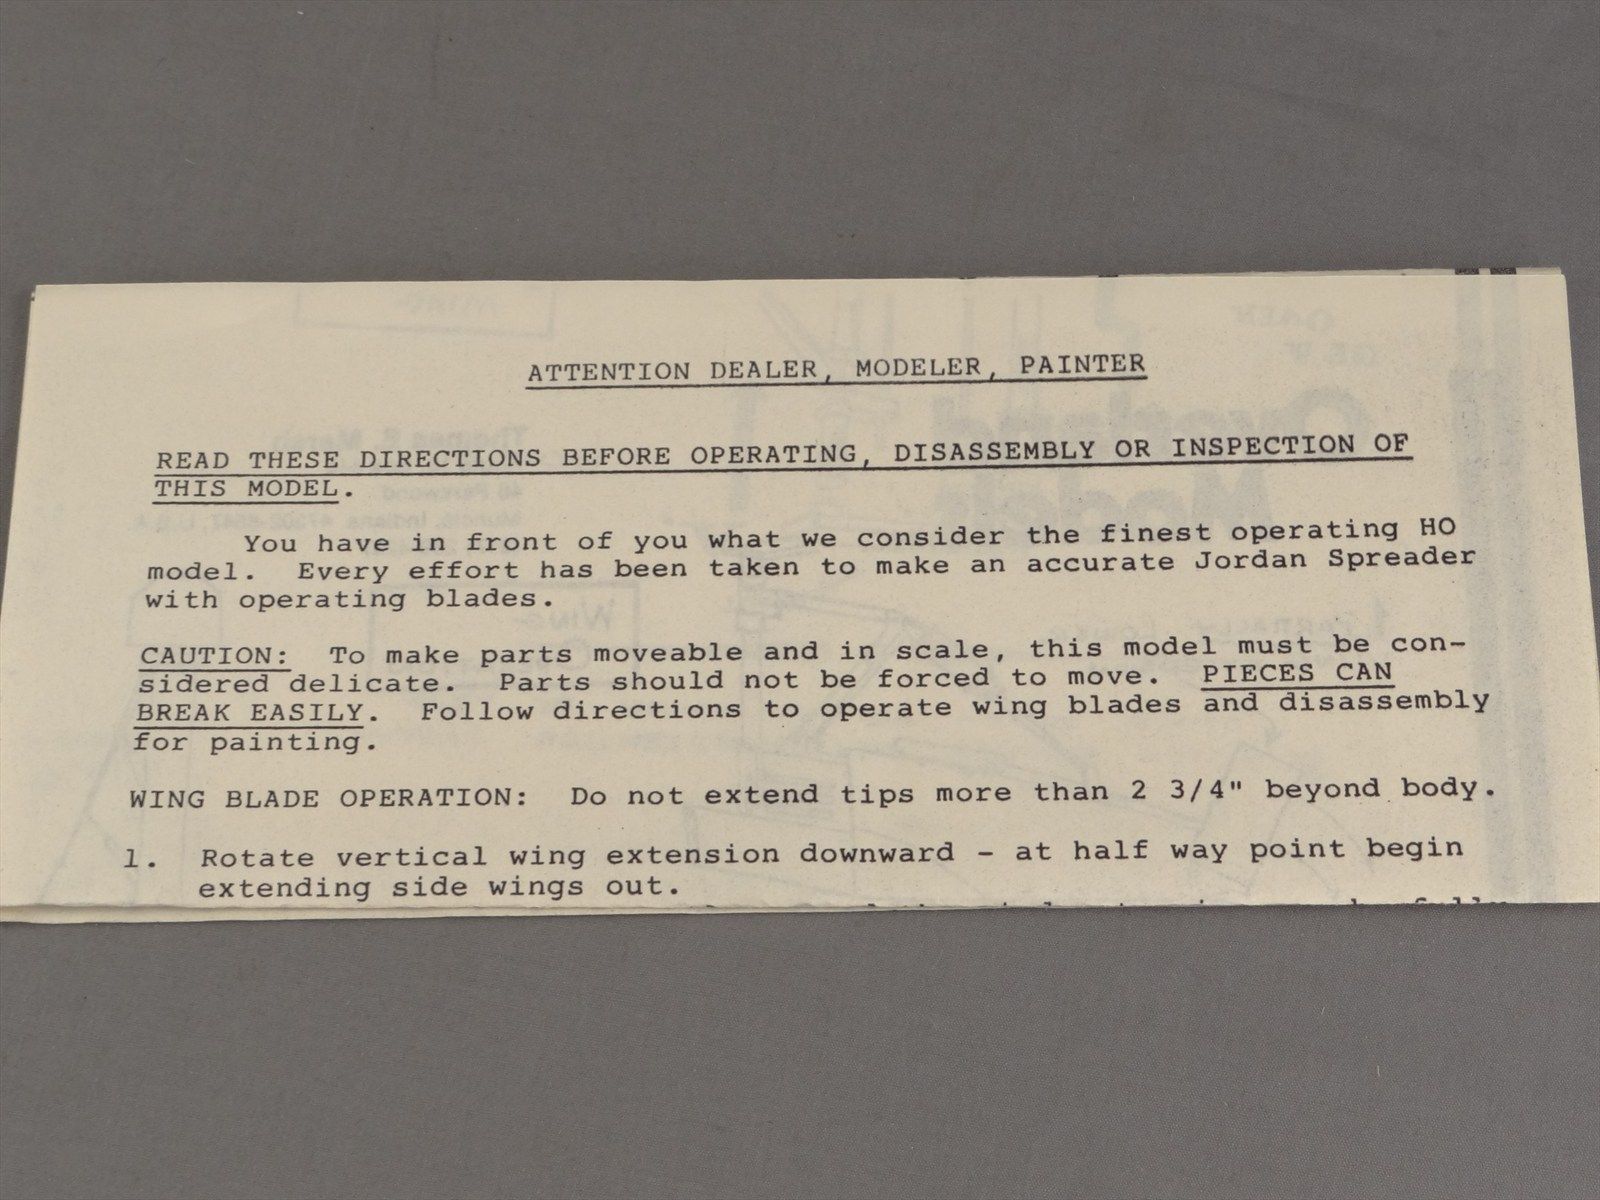 ATTENTION DEALER, MODELER, PAINTER
READ THESE DIRECTIONS BEFORE OPERATING, DISASSEMBLY OR INSPECTION OF
THIS MODEL.
You have in front of you what we consider the finest operating HO
model. Every effort has been taken to make an accurate Jordan Spreader
with operating blades.
CAUTION: To make parts moveable and in scale, this model must be con-
sidered delicate. Parts should not be forced to move. PIECES CAN
BREAK EASILY. Follow directions to operate wing blades and disassembly
for painting.
WING BLADE OPERATION: Do not extend tips more than 2 3/4" beyond body.
1. Rotate vertical wing extension downward - at half way point begin
extending side wings out.